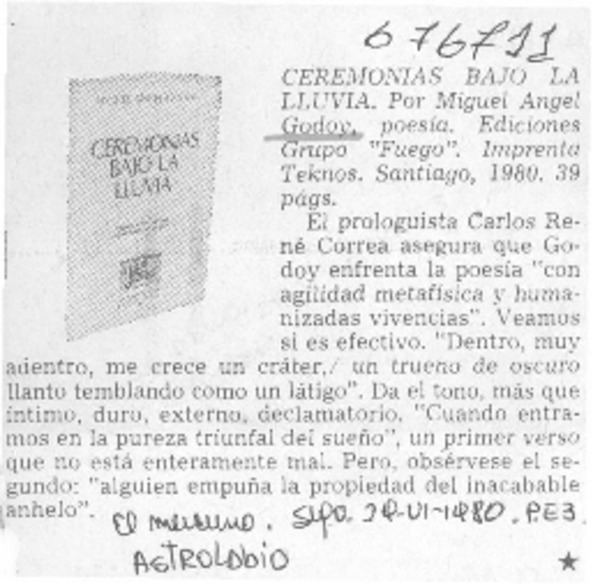 676711
CEREMONIAS BAJO LA
LLUVIA. Por Miguel Angel
Godoy, poesía. Ediciones
Grupo "Fuego". Imprenta
Teknos. Santiago, 1980. 39
págs.
CEREMONIAS
BAJO LA
LLUVIA
El prologuista Carlos Re-
né Correa asegura que Go-
doy enfrenta la poesía "con
agilidad metafísica y huma-
nizadas vivencias". Veamos
si es efectivo. "Dentro, muy
adentro, me crece un cráter,/ un trueno de oscuro
llanto temblando como un látigo". Da el tono, más que
íntimo, duro, externo, declamatorio. "Cuando entra-
mos en la pureza triunfal del sueño", un primer verso
que no está enteramente mal. Pero, obsérvese el se-
gundo: "alguien empuña la propiedad del inacabable
anhelo".
El Mercurio. Stgo. -VI-1980. P.E3.
ASTROLABIO